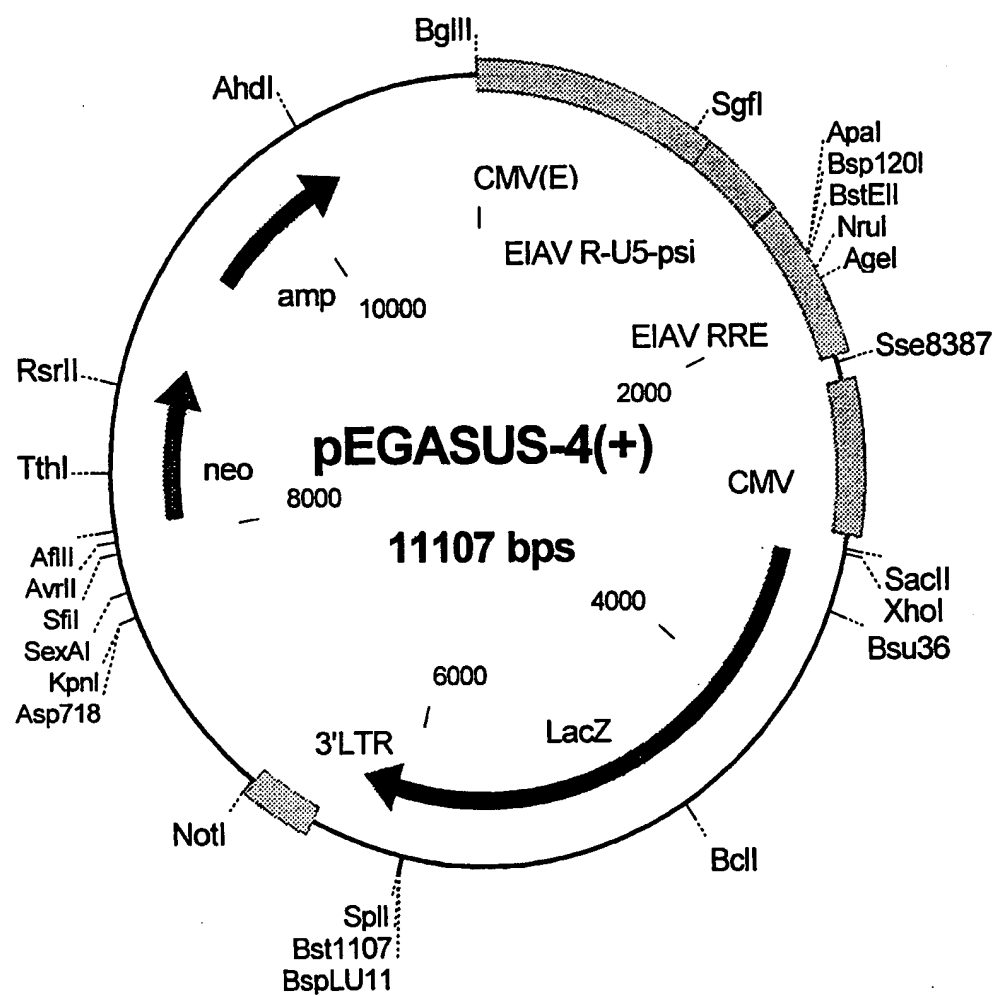 BglII
AhdI
SgfI
ApaI
Bsp120I
BstEII
NruI
AgeI
CMV(E)
EIAV R-U5-psi
amp
10000
EIAV RRE
Sse8387
2000
RsrII
pEGASUS-4(+)
TthI
neo
8000
CMV
11107 bps
AflII
AvrII
SfiI
SexAI
KpnI
Asp718
SacII
XhoI
Bsu36
4000
6000
3'LTR
LacZ
NotI
BclI
SplI
Bst1107
BspLU11